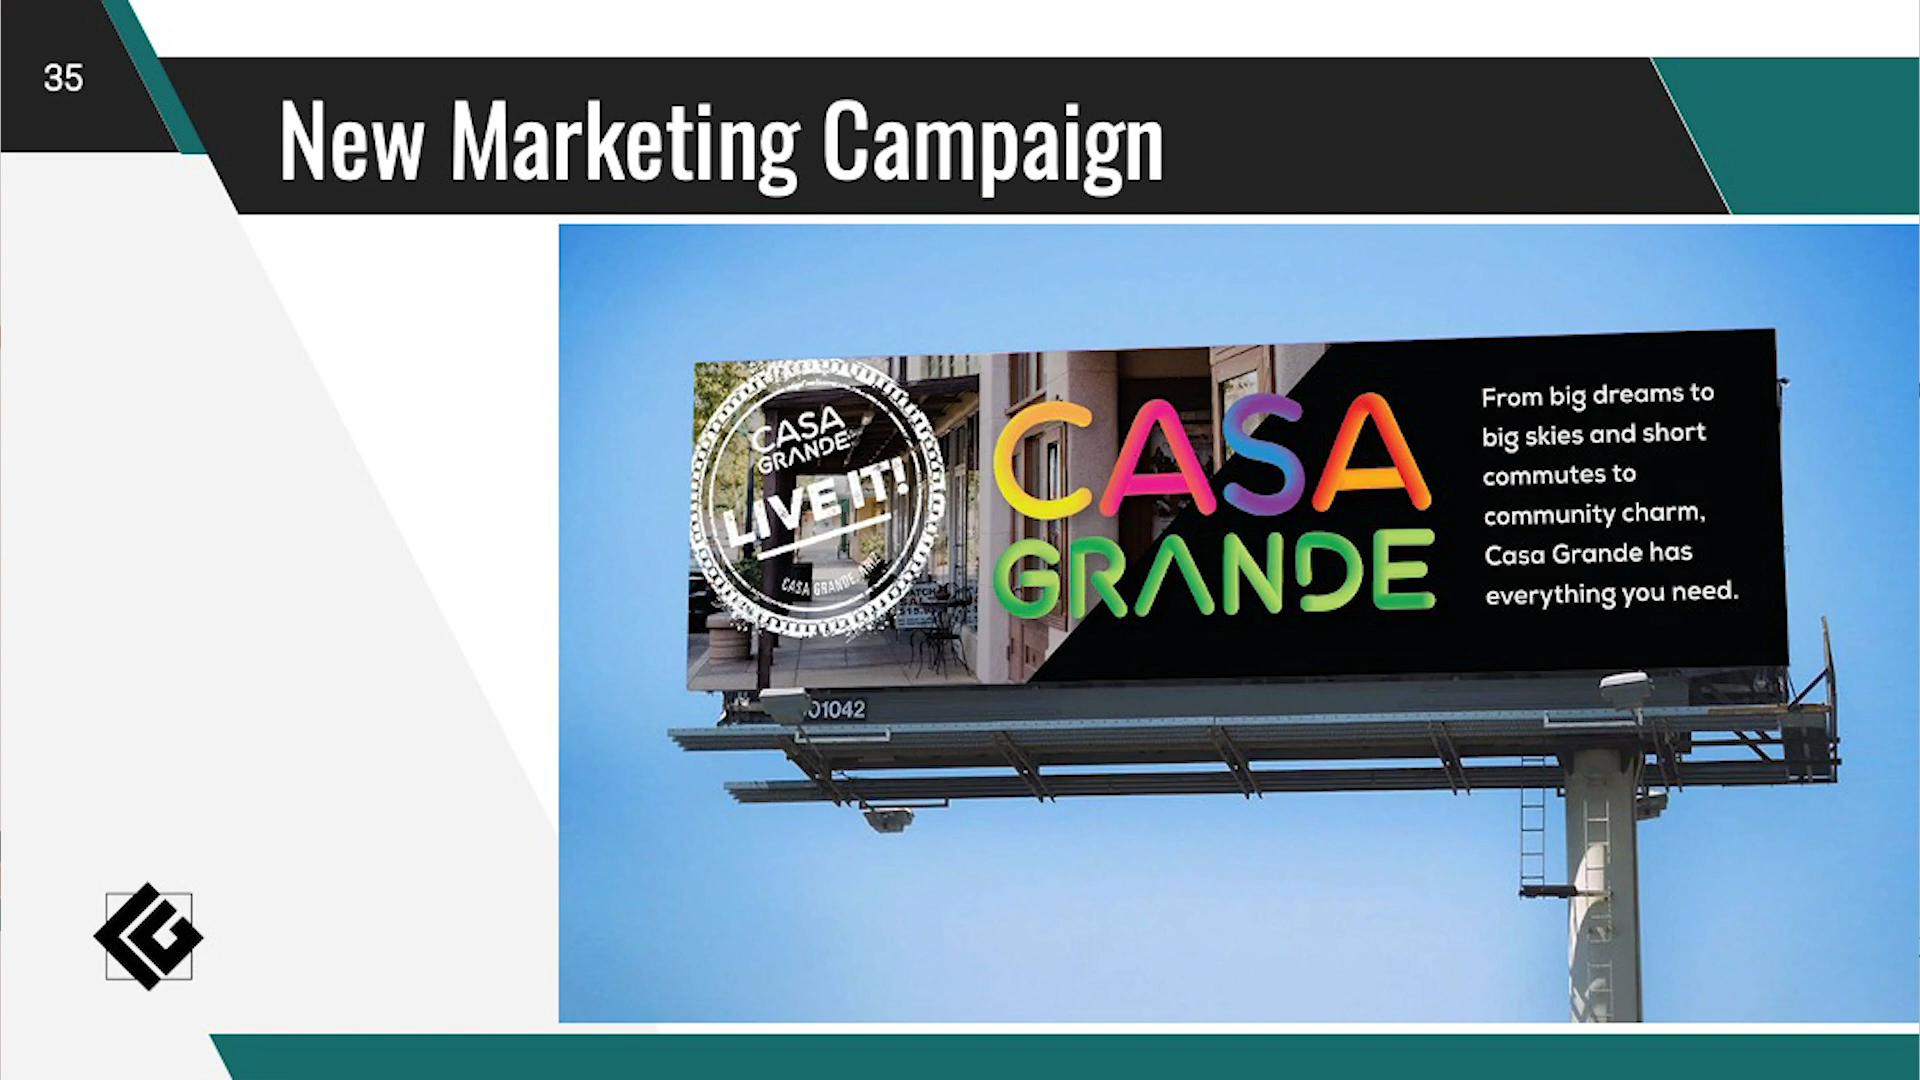 35
New Marketing Campaign
CASA
GRANDE
LIVE IT!
CASA GRANDE, ARIZ
CASA
GRANDE
From big dreams to
big skies and short
commutes to
community charm,
Casa Grande has
everything you need.
01042